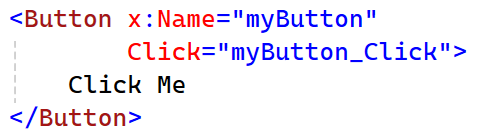 <Button x:Name="myButton"
        Click="myButton_Click">
    Click Me
</Button>